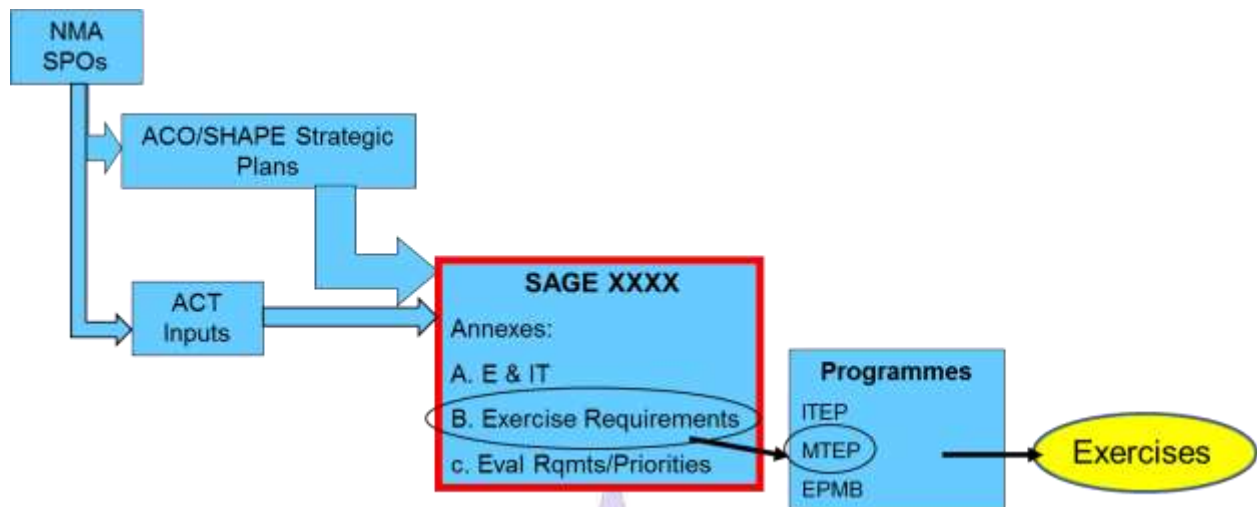 NMA
SPOs
ACO/SHAPE Strategic
Plans
ACT
Inputs
SAGE XXXX
Annexes:
A. E & IT
B. Exercise Requirements
c. Eval Rqmts/Priorities
Programmes
ITEP
MTEP
EPMB
Exercises